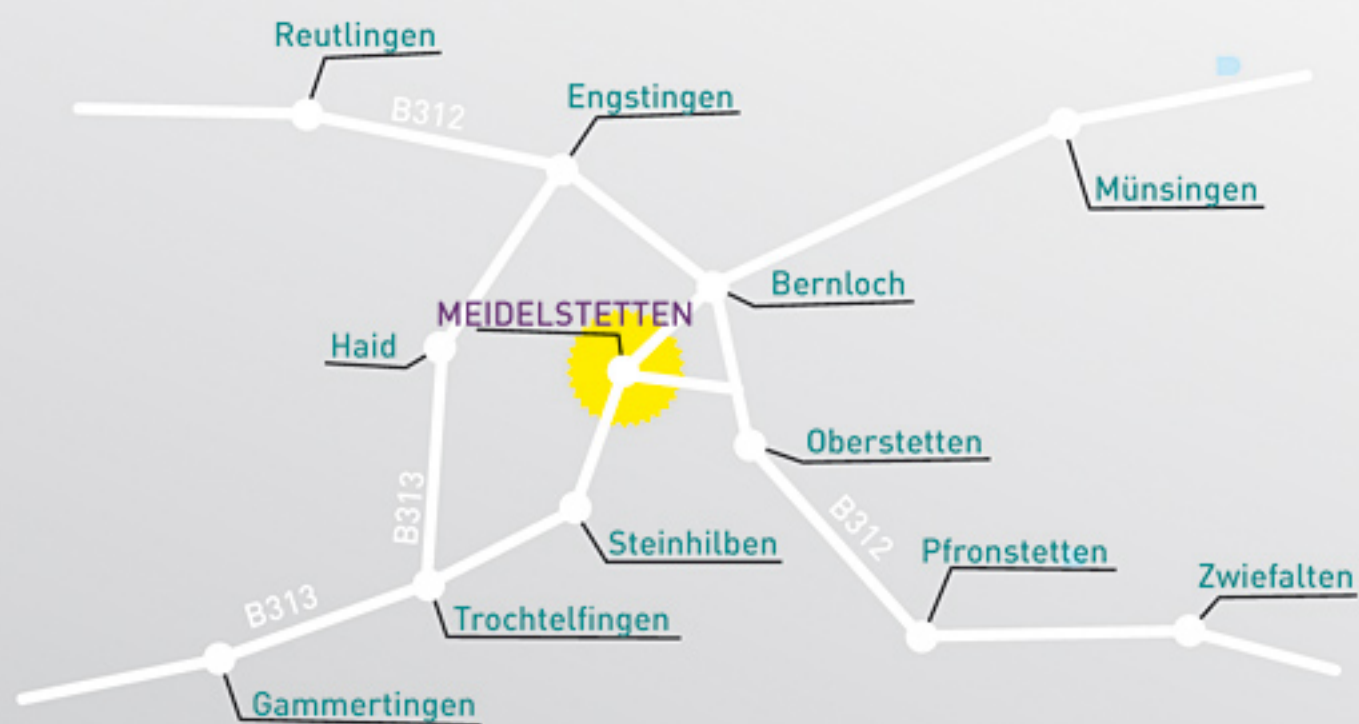 Reutlingen
B312
Engstingen
Münsingen
Bernloch
MEIDELSTETTEN
Haid
Oberstetten
B313
B312
Steinhilben
Pfronstetten
Zwiefalten
B313
Trochtelfingen
Gammertingen